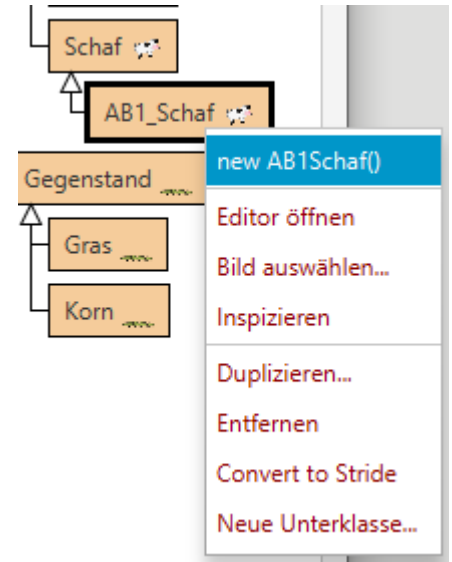 Schaf
AB1_Schaf
new AB1Schaf()
Gegenstand
Editor öffnen
Gras
Bild auswählen...
Korn
Inspizieren
Duplizieren...
Entfernen
Convert to Stride
Neue Unterklasse...